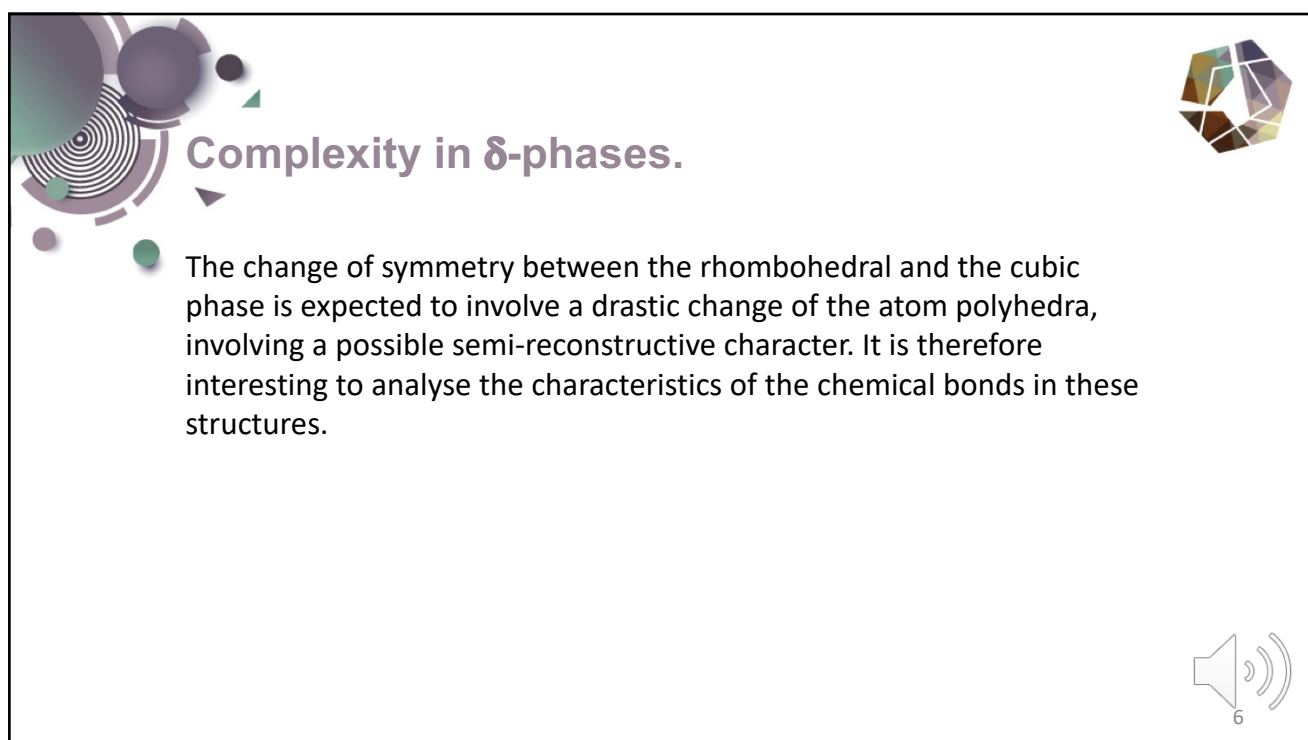 Complexity in δ-phases.
The change of symmetry between the rhombohedral and the cubic
phase is expected to involve a drastic change of the atom polyhedra,
involving a possible semi-reconstructive character. It is therefore
interesting to analyse the characteristics of the chemical bonds in these
structures.
6